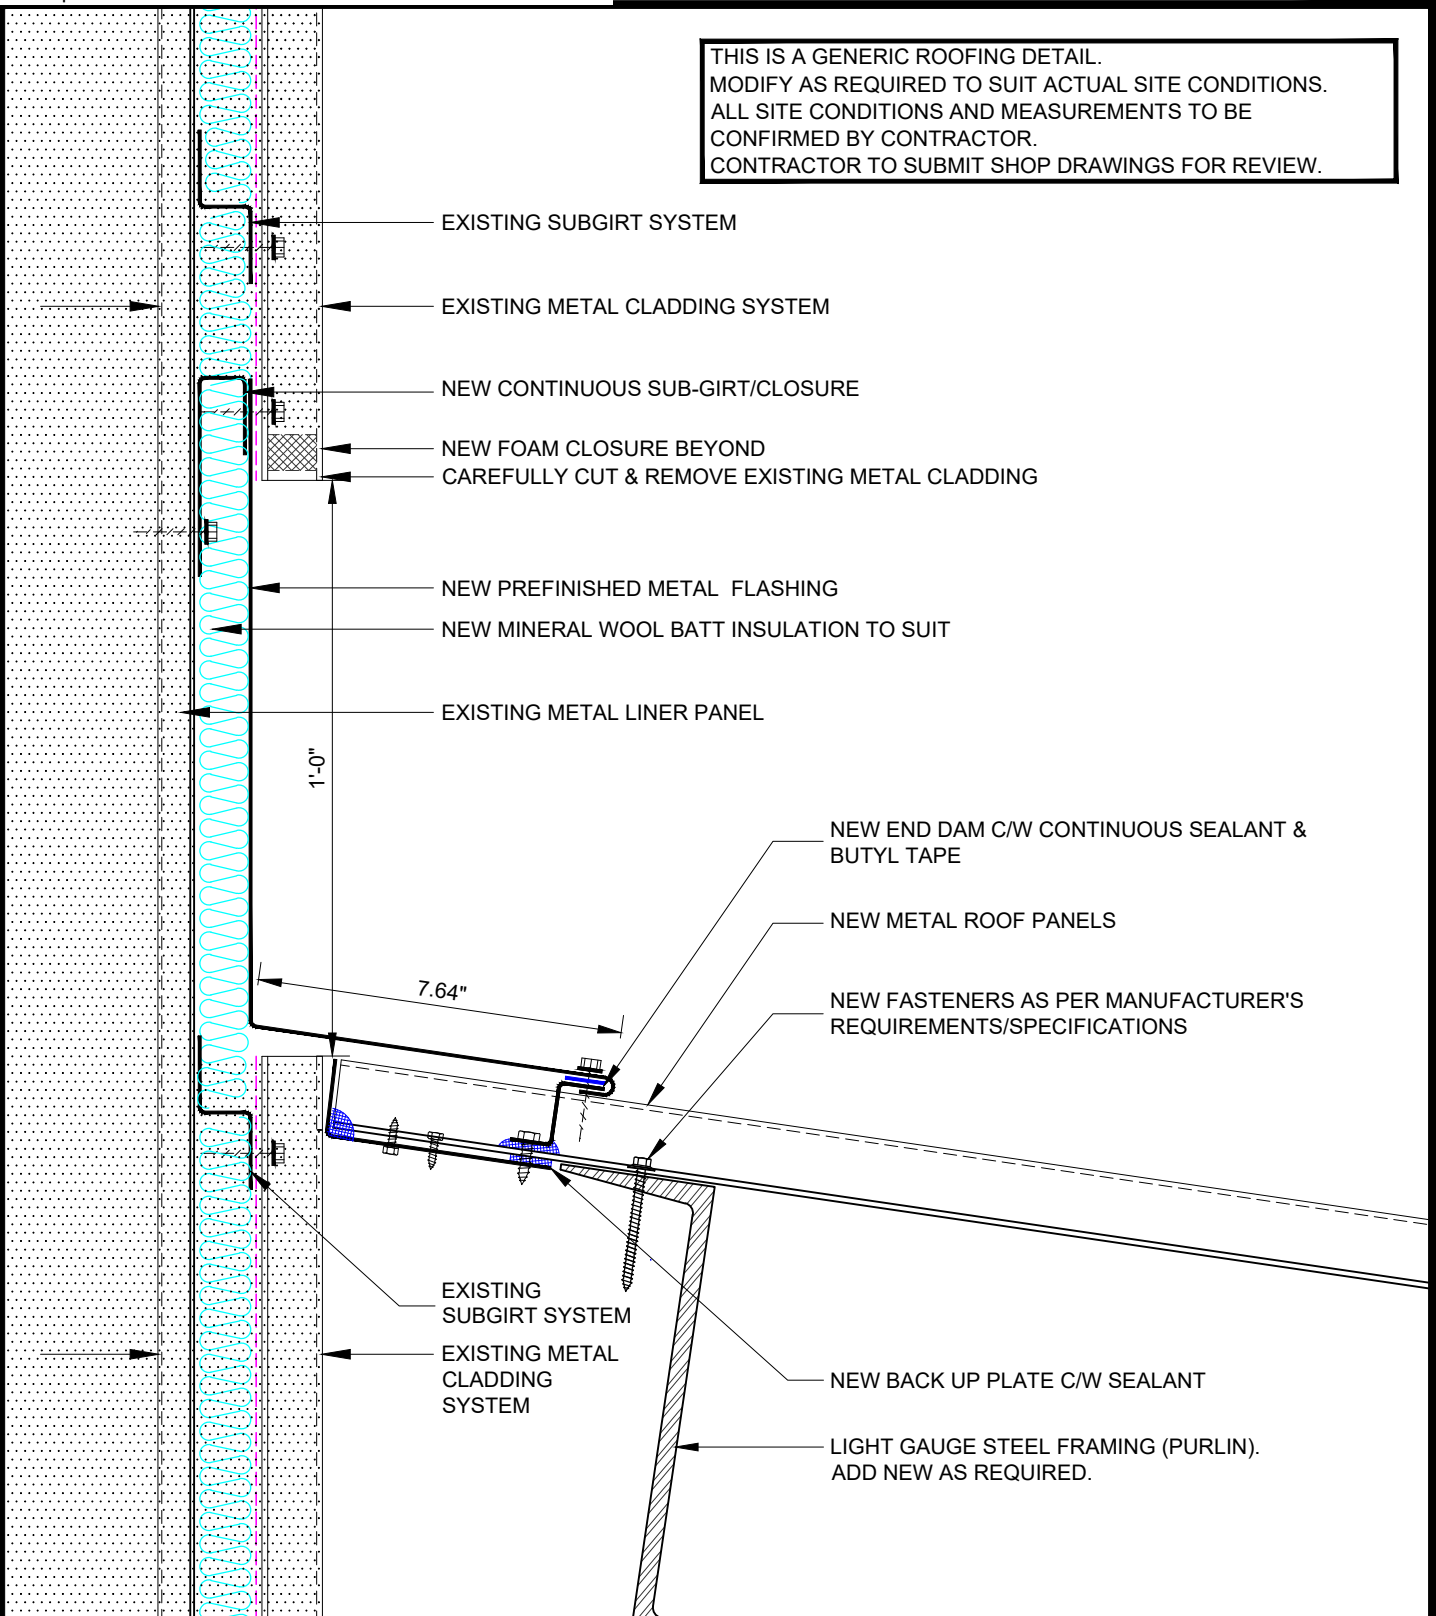 THIS IS A GENERIC ROOFING DETAIL.
MODIFY AS REQUIRED TO SUIT ACTUAL SITE CONDITIONS.
ALL SITE CONDITIONS AND MEASUREMENTS TO BE
CONFIRMED BY CONTRACTOR.
CONTRACTOR TO SUBMIT SHOP DRAWINGS FOR REVIEW.
EXISTING SUBGIRT SYSTEM
EXISTING METAL CLADDING SYSTEM
NEW CONTINUOUS SUB-GIRT/CLOSURE
NEW FOAM CLOSURE BEYOND
CAREFULLY CUT & REMOVE EXISTING METAL CLADDING
NEW PREFINISHED METAL FLASHING
NEW MINERAL WOOL BATT INSULATION TO SUIT
EXISTING METAL LINER PANEL
1'-0"
NEW END DAM C/W CONTINUOUS SEALANT &
BUTYL TAPE
NEW METAL ROOF PANELS
7.64"
NEW FASTENERS AS PER MANUFACTURER'S
REQUIREMENTS/SPECIFICATIONS
EXISTING
SUBGIRT SYSTEM
EXISTING METAL
CLADDING
SYSTEM
NEW BACK UP PLATE C/W SEALANT
LIGHT GAUGE STEEL FRAMING (PURLIN).
ADD NEW AS REQUIRED.